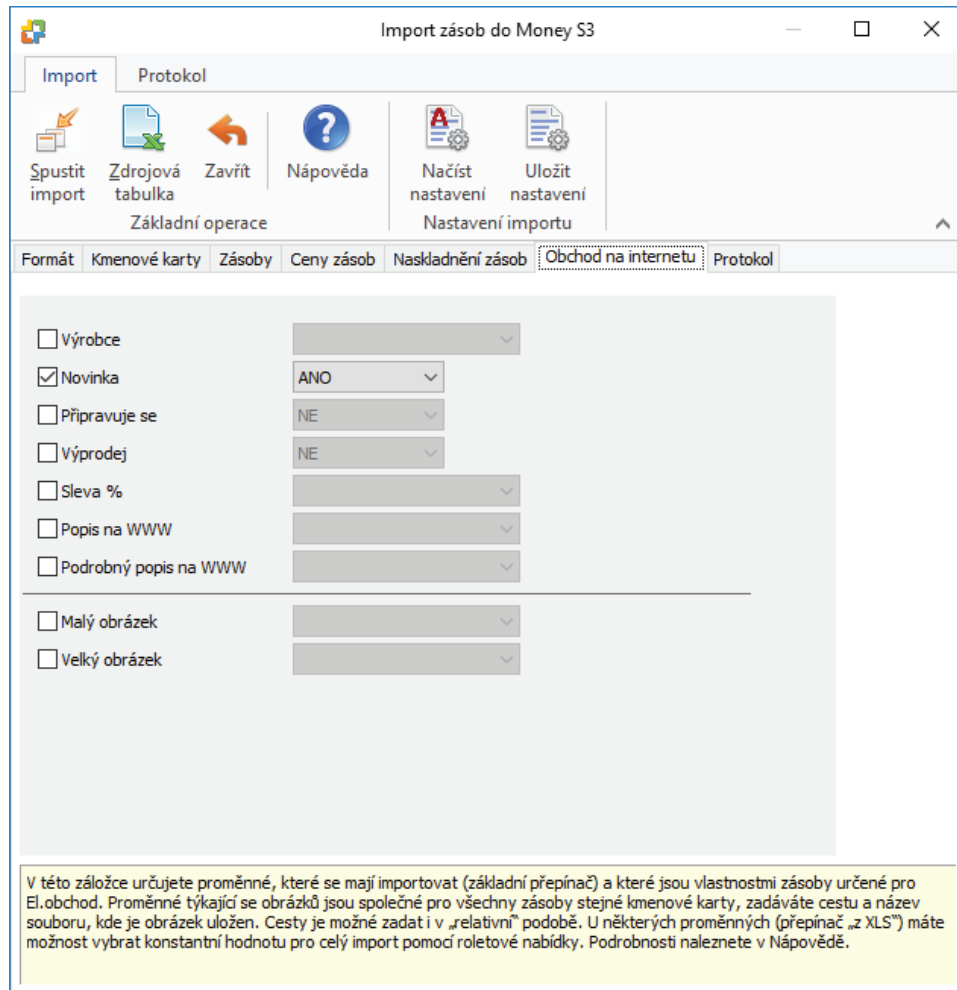 Import zásob do Money S3
Import Protokol
Spustit import
Zdrojová tabulka
Zavřít
Nápověda
Načíst nastavení
Uložit nastavení
Základní operace
Nastavení importu
Formát Kmenové karty Zásoby Ceny zásob Naskladnění zásob Obchod na internetu Protokol
Výrobce
Novinka ANO
Připravuje se NE
Výprodej NE
Sleva %
Popis na WWW
Podrobný popis na WWW
Malý obrázek
Velký obrázek
V této záložce určujete proměnné, které se mají importovat (základní přepínač) a které jsou vlastnostmi zásoby určené pro
El.obchod. Proměnné týkající se obrázků jsou společné pro všechny zásoby stejné kmenové karty, zadáváte cestu a název
souboru, kde je obrázek uložen. Cesty je možné zadat i v „relativní“ podobě. U některých proměnných (přepínač „z XLS“) máte
možnost vybrat konstantní hodnotu pro celý import pomocí roletové nabídky. Podrobnosti naleznete v Nápovědě.